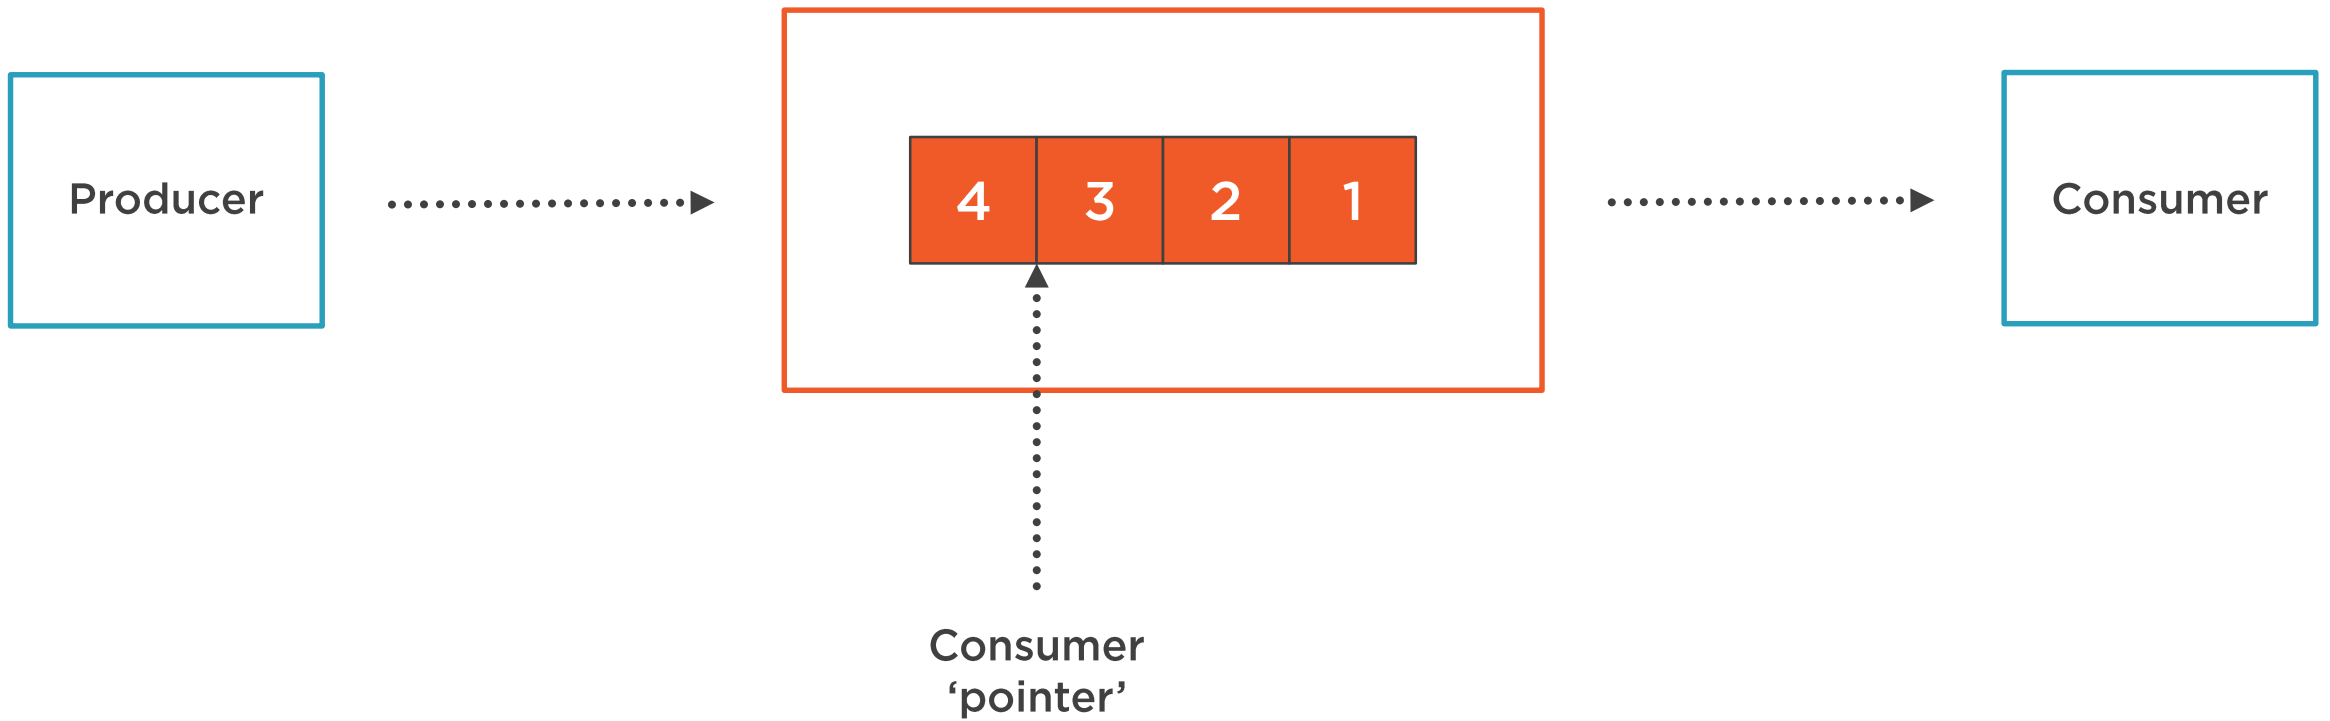 Producer
4 3 2 1
Consumer
Consumer
‘pointer’